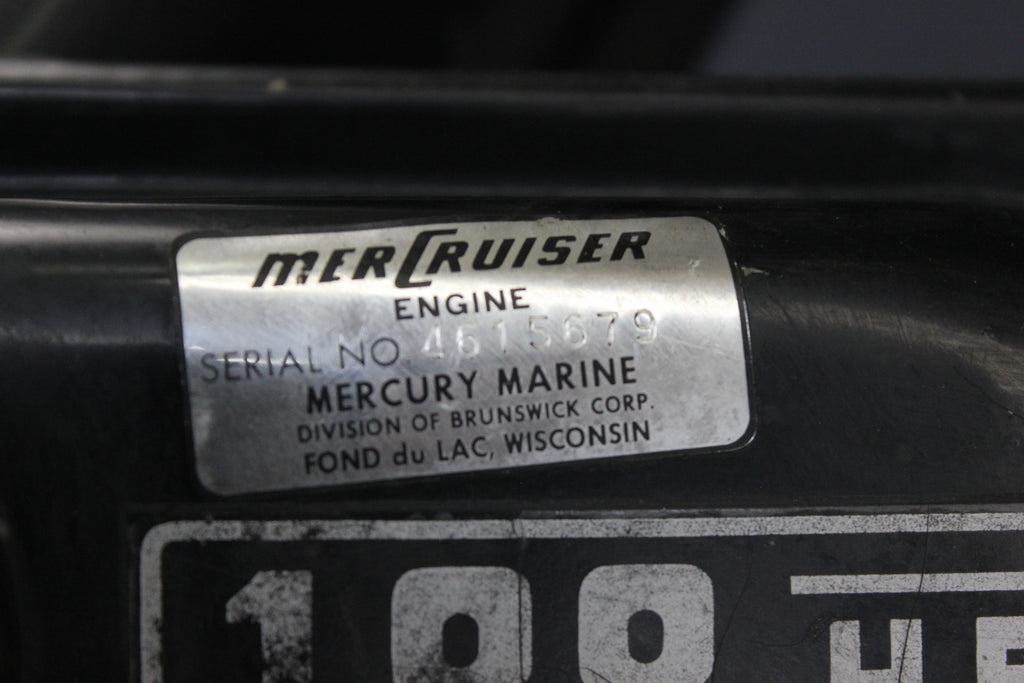 MERCRUISER
ENGINE
SERIAL NO. 4615679
MERCURY MARINE
DIVISION OF BRUNSWICK CORP.
FOND du LAC, WISCONSIN
100